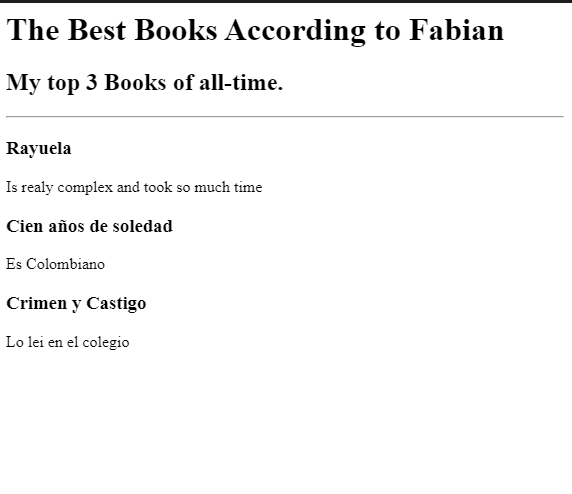 The Best Books According to Fabian
My top 3 Books of all-time.
Rayuela
Is realy complex and took so much time
Cien años de soledad
Es Colombiano
Crimen y Castigo
Lo lei en el colegio